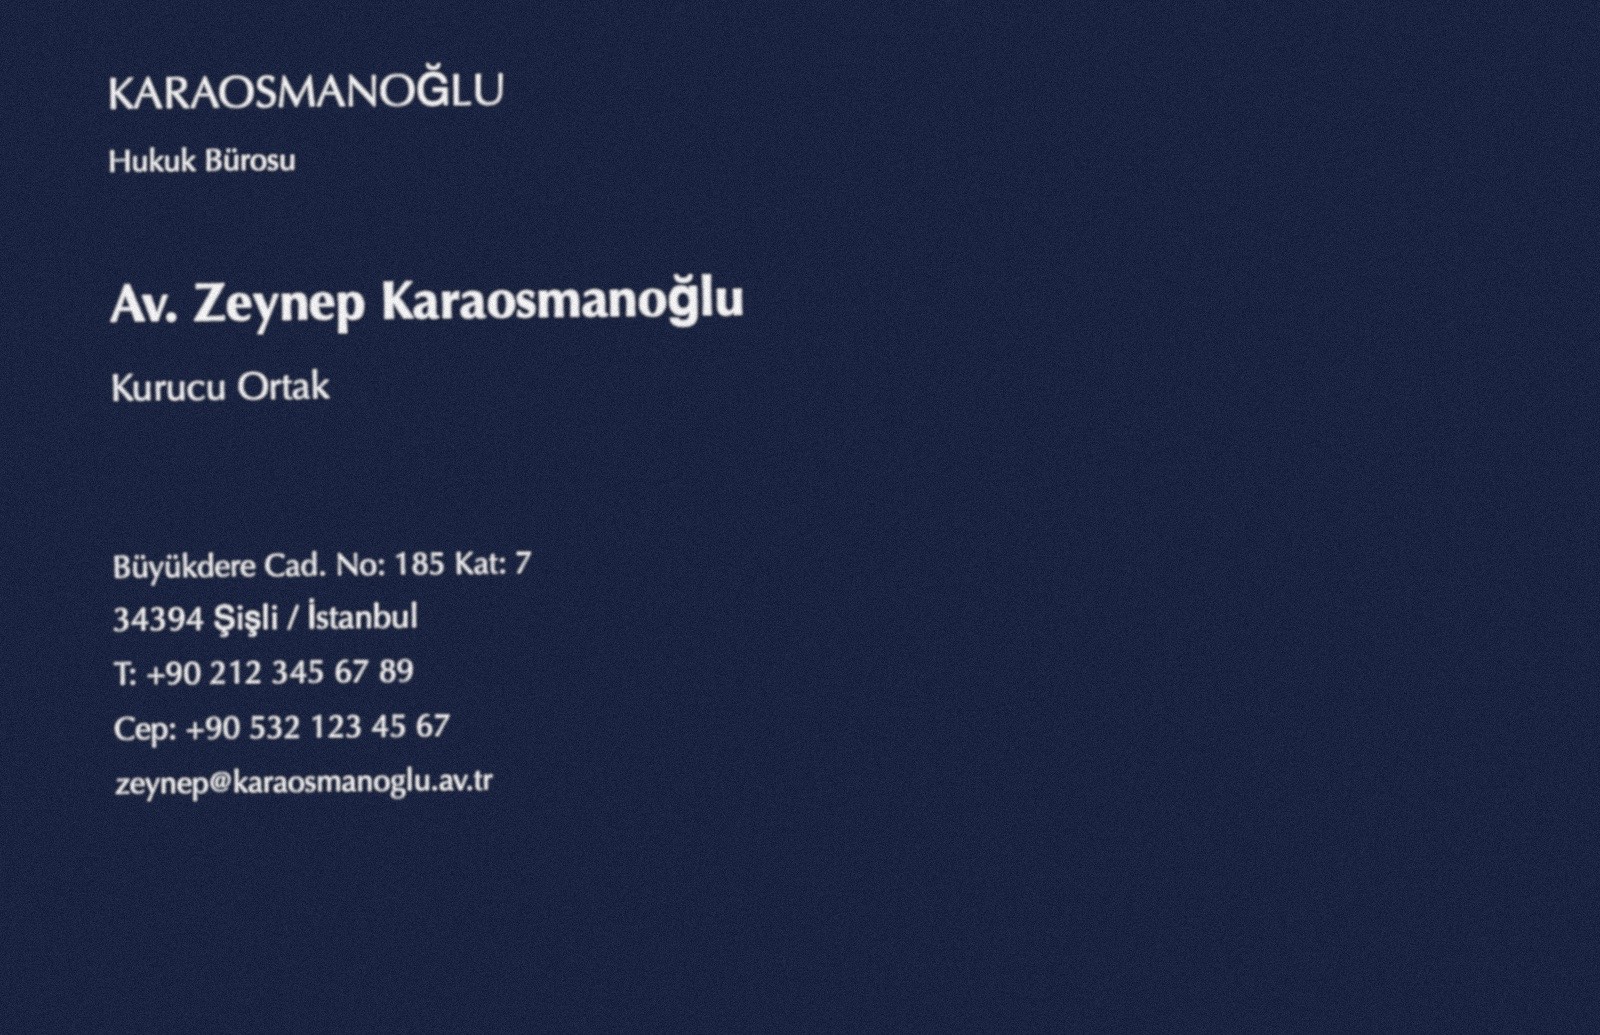 KARAOSMANOĞLU
Hukuk Bürosu
Av. Zeynep Karaosmanoğlu
Kurucu Ortak
Büyükdere Cad. No: 185 Kat: 7
34394 Şişli / İstanbul
T: +90 212 345 67 89
Cep: +90 532 123 45 67
zeynep@karaosmanoglu.av.tr